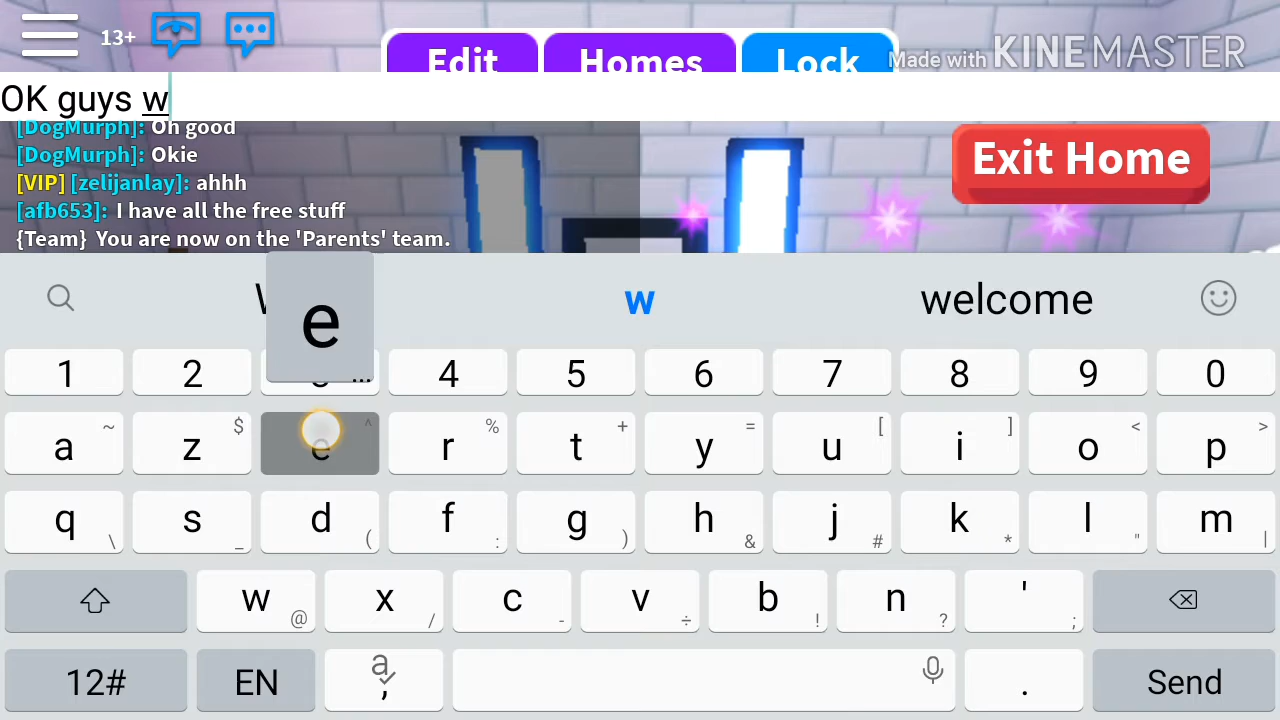 13+
Edit Homes Lock
Made with KINEMASTER
OK guys w
[DogMurph]: Oh good
[DogMurph]: Okie
[VIP] [zelijanlay]: ahhh
[afb653]: I have all the free stuff
{Team} You are now on the 'Parents' team.
Exit Home
e
w welcome
1 2 4 5 6 7 8 9 0
a ~ z $ e ^ r % t + y = u [ i ] o < p >
q \ s _ d ( f : g ) h & j # k * l " m |
w @ x / c - v ÷ b ! n ? ' ;
12# EN a , . Send